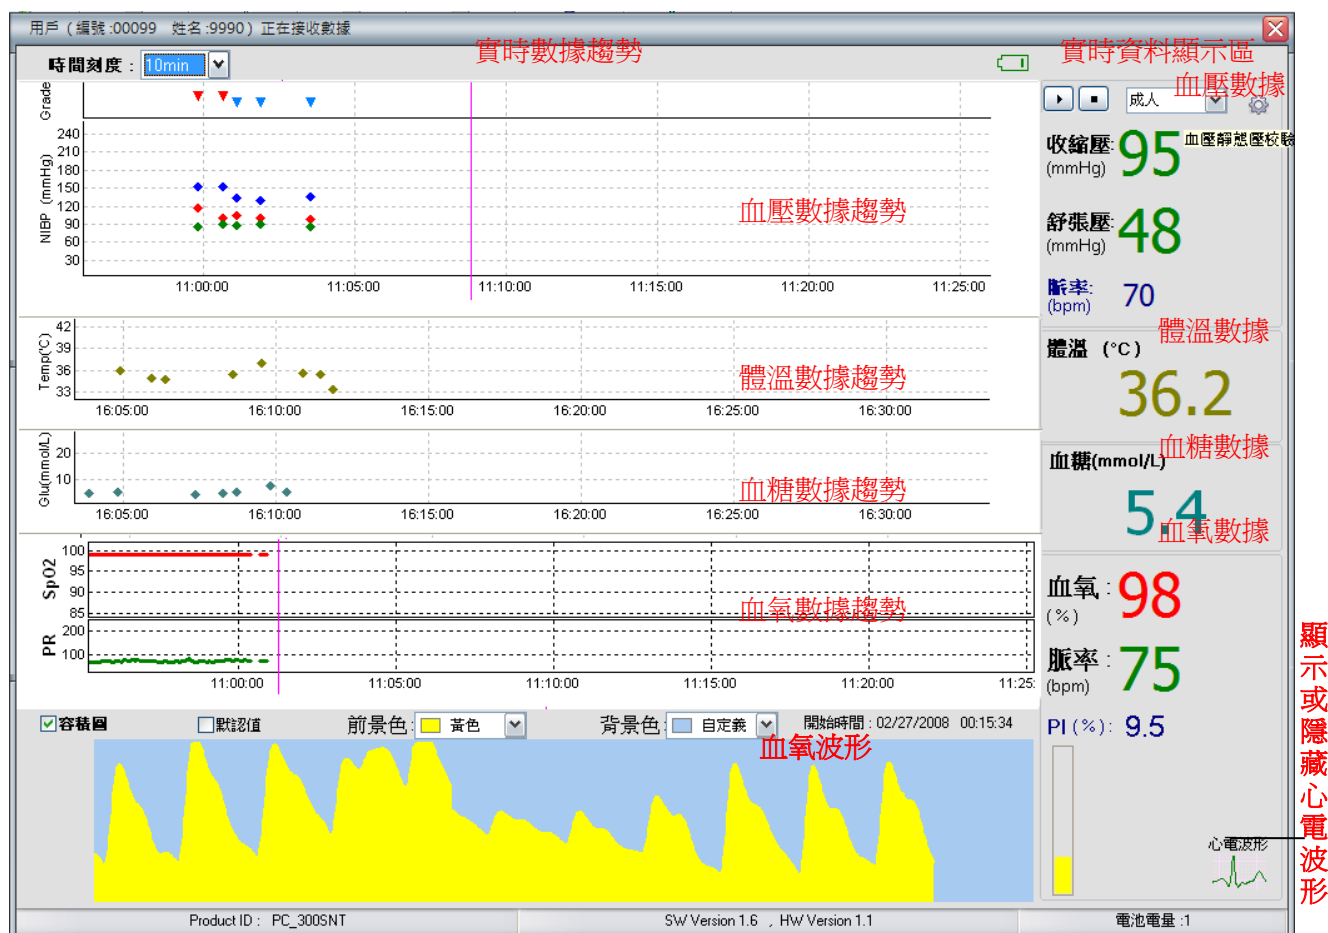 用戶（編號:00099 姓名:9990）正在接收數據
時間刻度： 10min
實時數據趨勢
實時資料顯示區
血壓數據
成人
血壓靜態壓校驗
Grade
NIBP (mmHg)
240
210
180
150
120
90
60
30
血壓數據趨勢
11:00:00 11:05:00 11:10:00 11:15:00 11:20:00 11:25:00
收縮壓: 95
(mmHg)
舒張壓: 48
(mmHg)
脈率: 70
(bpm)
Temp(°C)
42
39
36
33
體溫數據趨勢
16:05:00 16:10:00 16:15:00 16:20:00 16:25:00 16:30:00
體溫數據
體溫 (°C)
36.2
Glu(mmol/L)
20
10
血糖數據趨勢
16:05:00 16:10:00 16:15:00 16:20:00 16:25:00 16:30:00
血糖數據
血糖(mmol/L)
5.4
血氧數據
SpO2
100
95
90
85
血氧數據趨勢
PR
200
100
11:00:00 11:05:00 11:10:00 11:15:00 11:20:00 11:25:
血氧: 98
(%)
脈率: 75
(bpm)
PI(%): 9.5
容積圖 默認值 前景色: 黃色 背景色: 自定義 開始時間：02/27/2008 00:15:34
血氧波形
心電波形
顯示或隱藏心電波形
Product ID： PC_300SNT
SW Version 1.6 , HW Version 1.1
電池電量:1